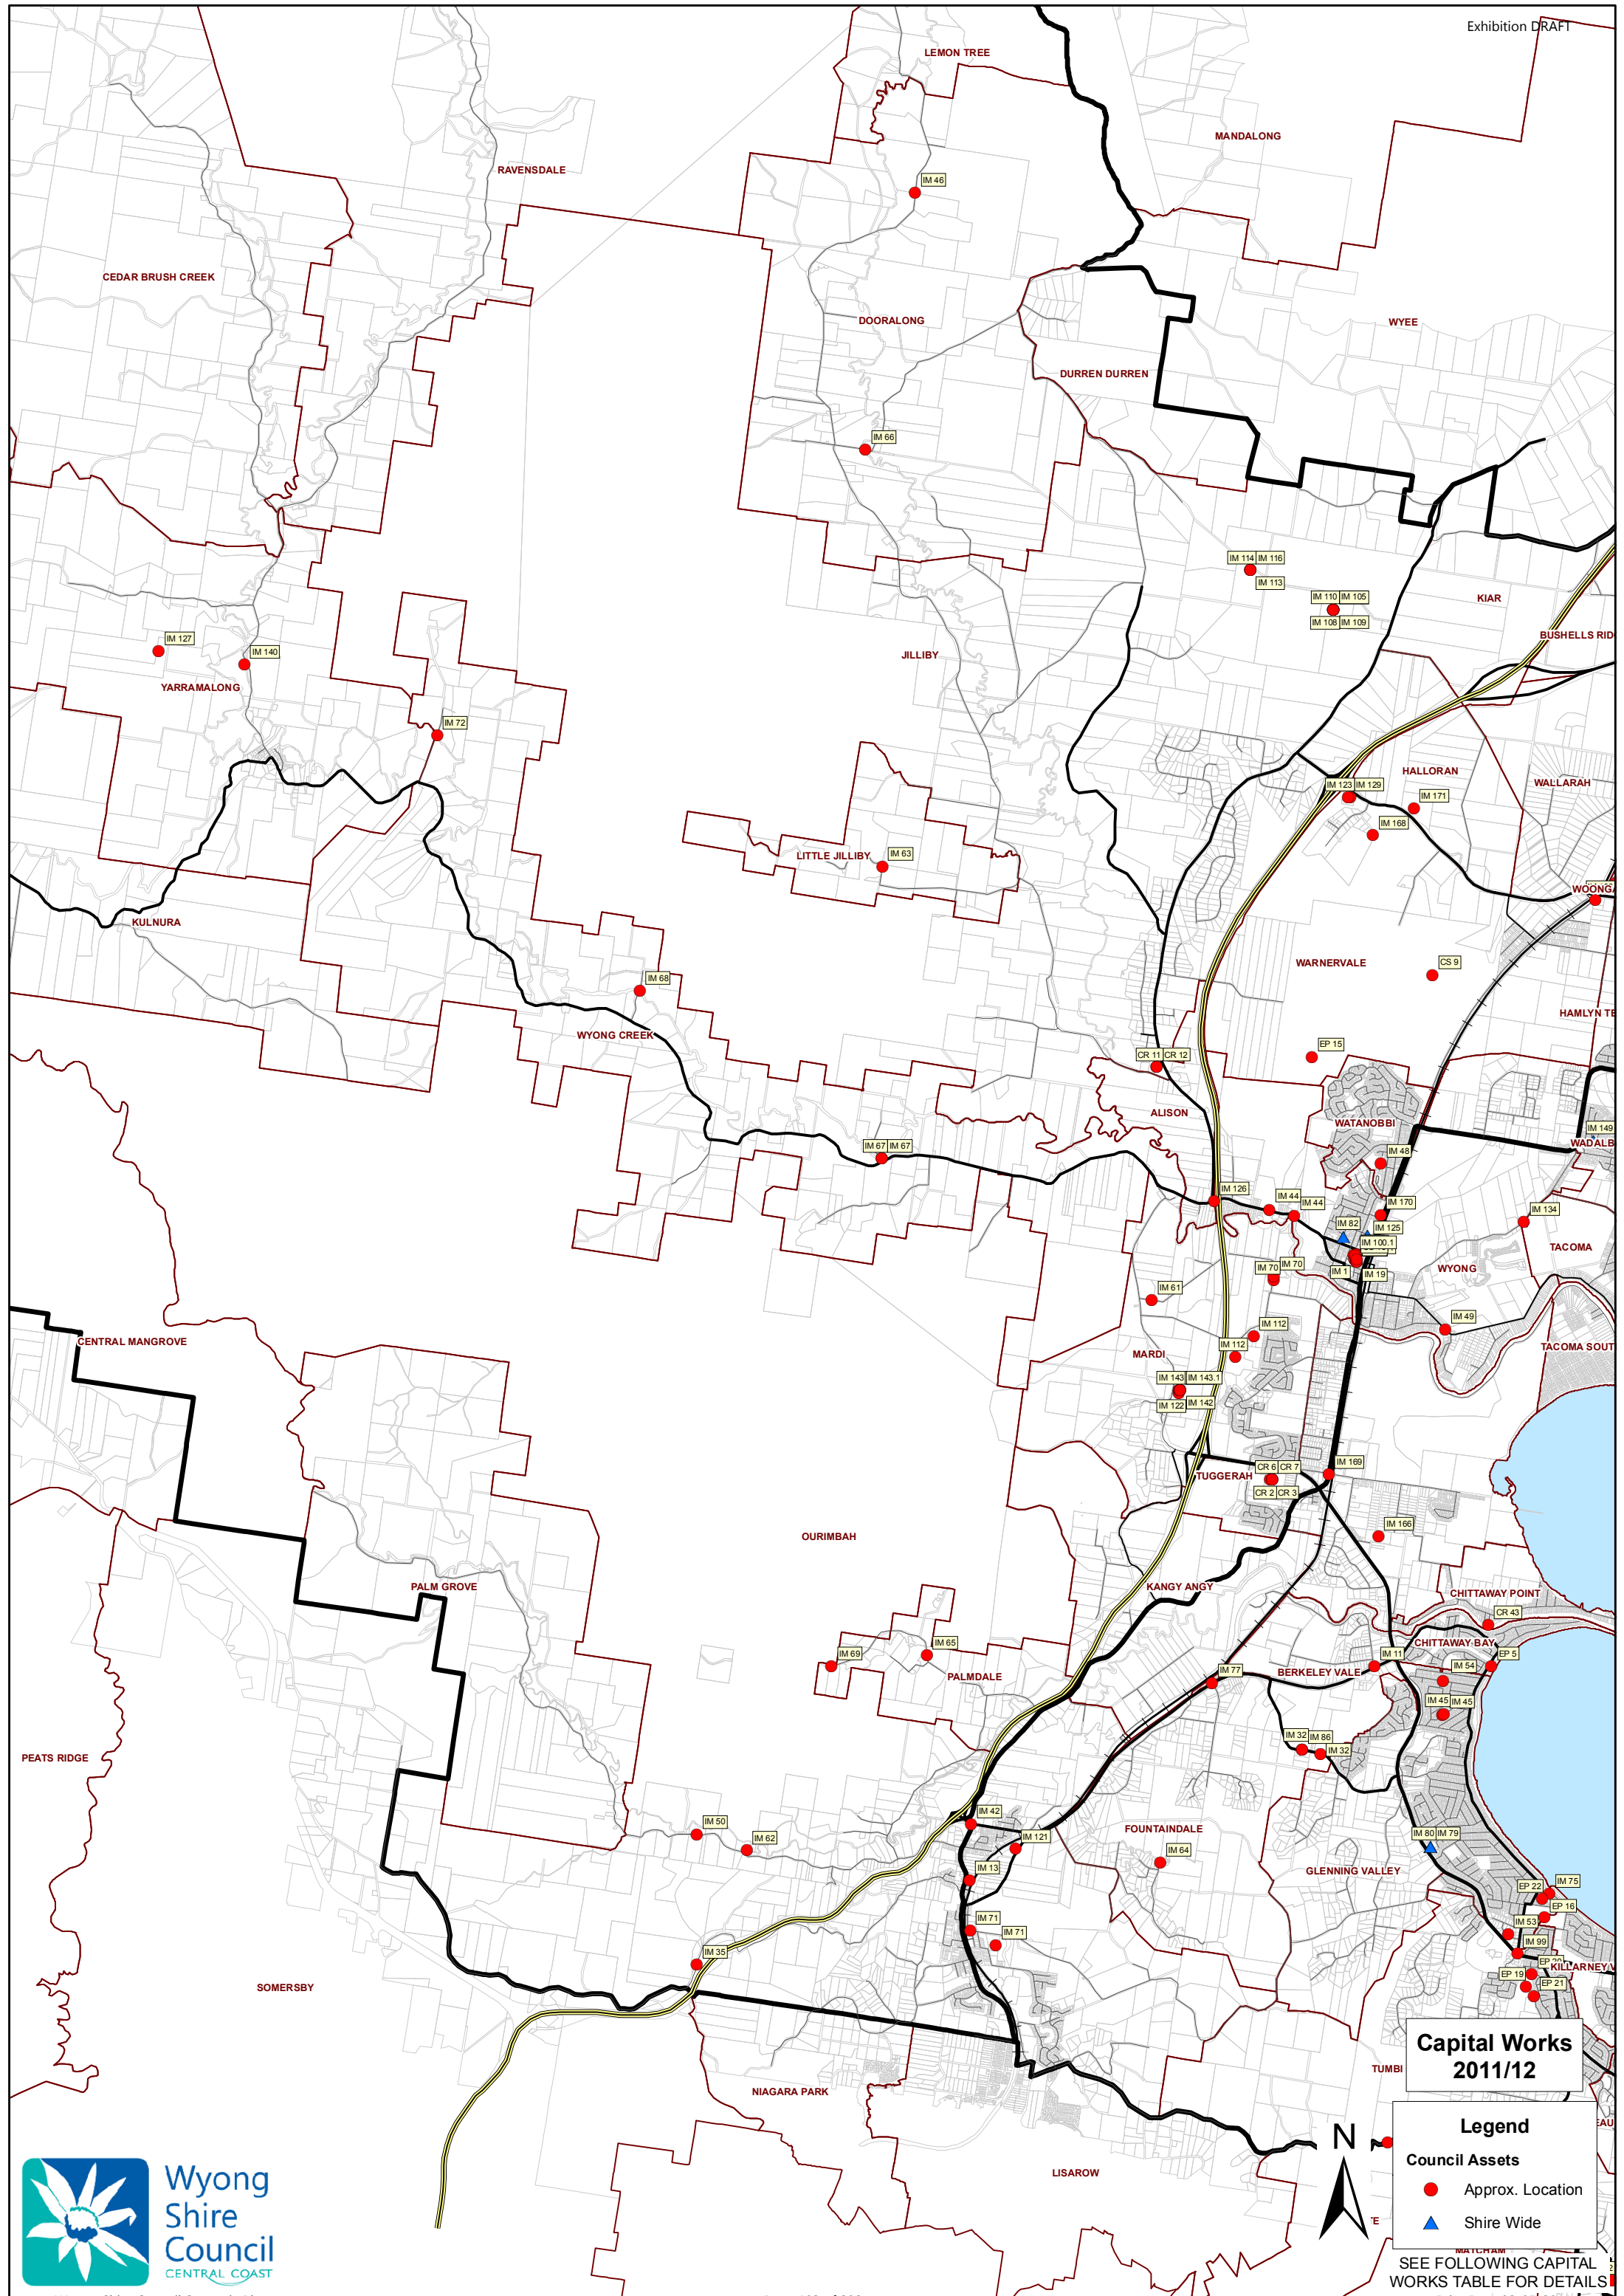 Exhibition DRAFT
LEMON TREE
MANDALONG
RAVENSDALE
IM 46
CEDAR BRUSH CREEK
DOORALONG
WYEE
DURREN DURREN
IM 66
IM 114 IM 116
IM 113
IM 110 IM 105
IM 108 IM 109
KIAR
BUSHELLS RID
IM 127
IM 140
JILLIBY
YARRAMALONG
IM 72
HALLORAN
WALLARAH
IM 123 IM 129
IM 171
IM 168
LITTLE JILLIBY
IM 63
WOONGA
KULNURA
WARNERVALE
CS 9
IM 68
HAMLYN TE
WYONG CREEK
EP 15
CR 11 CR 12
ALISON
WATANOBBI
IM 149
WADALB
IM 67 IM 67
IM 48
IM 126
IM 44
IM 44
IM 170
IM 134
IM 82
IM 125
IM 100.1
TACOMA
IM 70 IM 70
IM 1
IM 19
WYONG
IM 61
IM 49
CENTRAL MANGROVE
IM 112
IM 112
MARDI
TACOMA SOUT
IM 143 IM 143.1
IM 122 IM 142
TUGGERAH
CR 6 CR 7
CR 2 CR 3
IM 169
IM 166
OURIMBAH
PALM GROVE
KANGY ANGY
CHITTAWAY POINT
CR 43
CHITTAWAY BAY
IM 69
IM 65
PALMDALE
IM 77
BERKELEY VALE
IM 11
EP 5
IM 54
IM 45 IM 45
PEATS RIDGE
IM 32 IM 86
IM 32
IM 50
IM 62
IM 42
IM 121
FOUNTAINDALE
IM 64
IM 80 IM 79
IM 13
GLENNING VALLEY
EP 22
IM 75
EP 16
IM 71
IM 71
IM 53
IM 99
IM 35
KILLARNEY V
EP 19
EP 21
SOMERSBY
Capital Works
2011/12
TUMBI
NIAGARA PARK
LISAROW
N
Legend
Council Assets
Approx. Location
Shire Wide
SEE FOLLOWING CAPITAL
WORKS TABLE FOR DETAILS
Wyong
Shire
Council
CENTRAL COAST